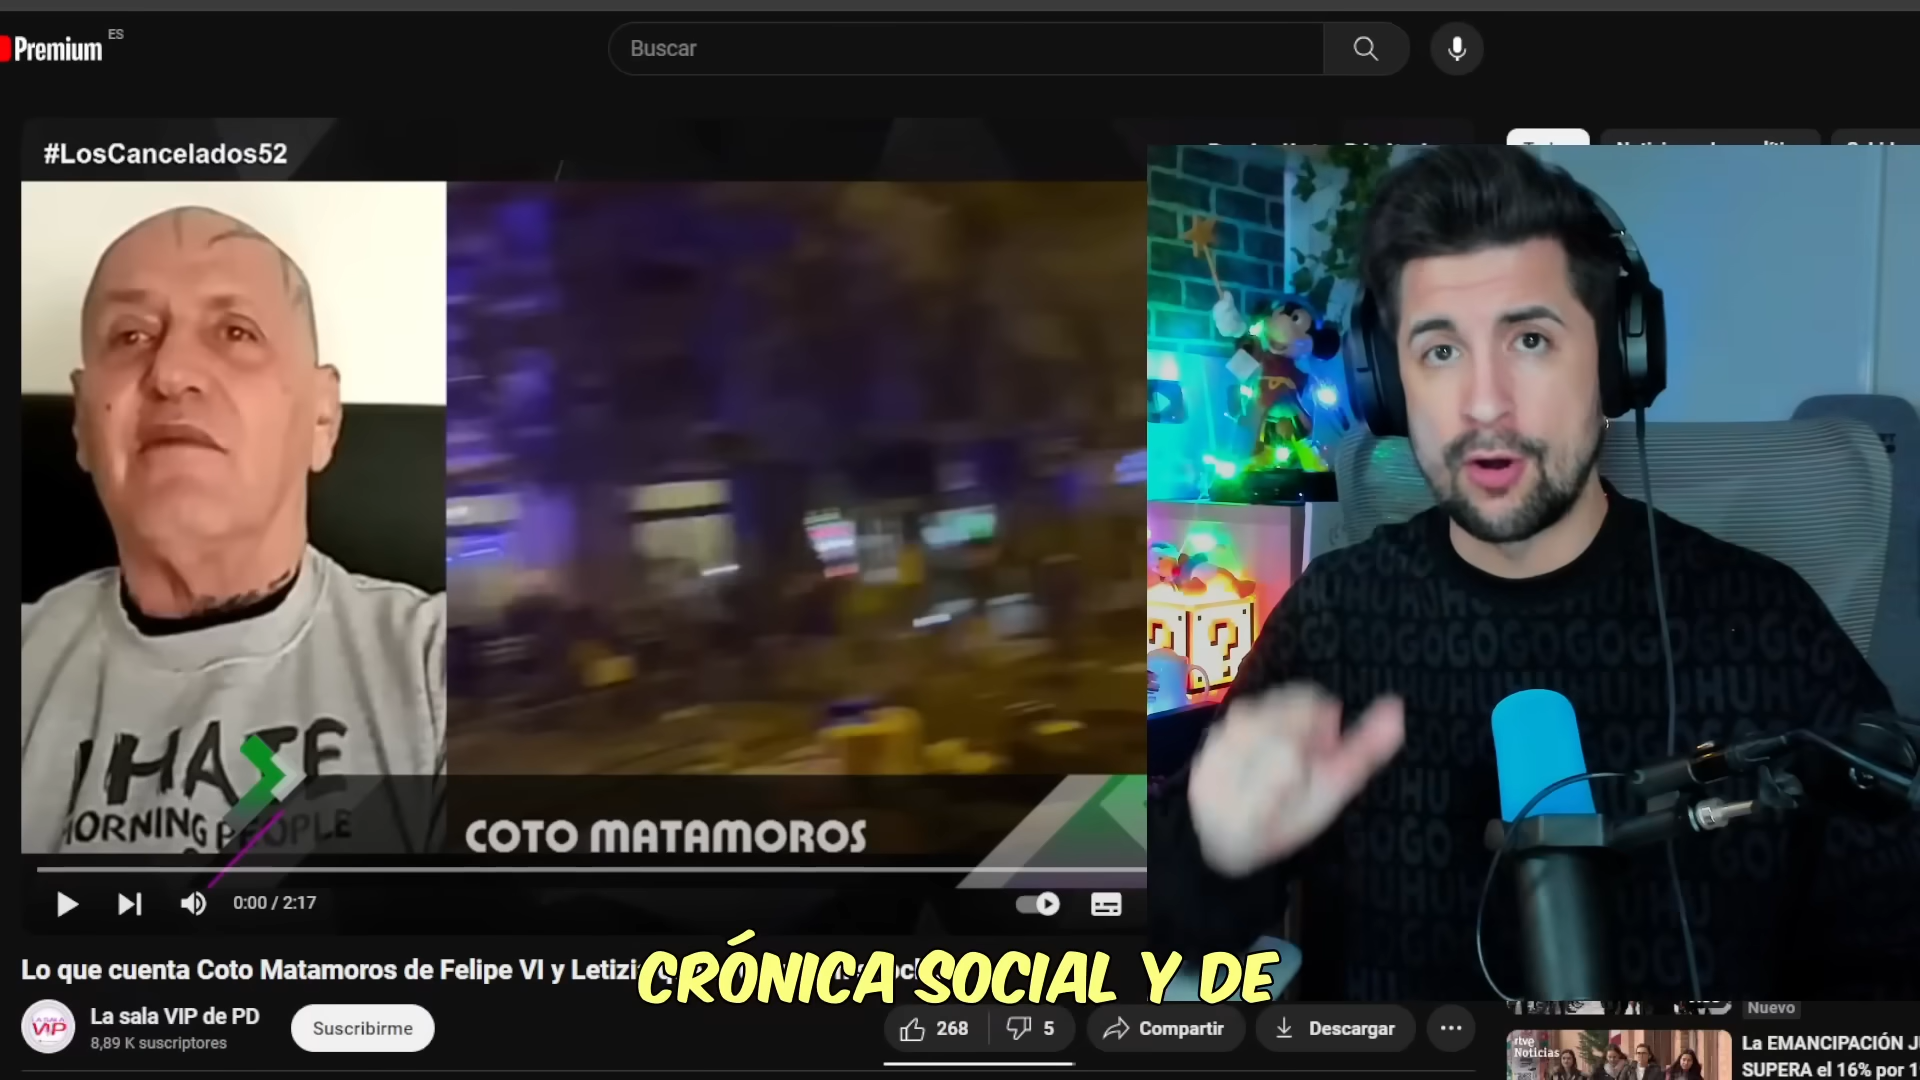 Premium ES
Buscar
#LosCancelados52
I HATE
MORNING PEOPLE
COTO MATAMOROS
0:00 / 2:17
Lo que cuenta Coto Matamoros de Felipe VI y
CRÓNICA SOCIAL Y DE
La sala VIP de PD
8,89 K suscriptores
Suscribirme
268
5
Compartir
Descargar
Nuevo
rtve
Noticias
La EMANCIPACIÓN
SUPERA el 16% por